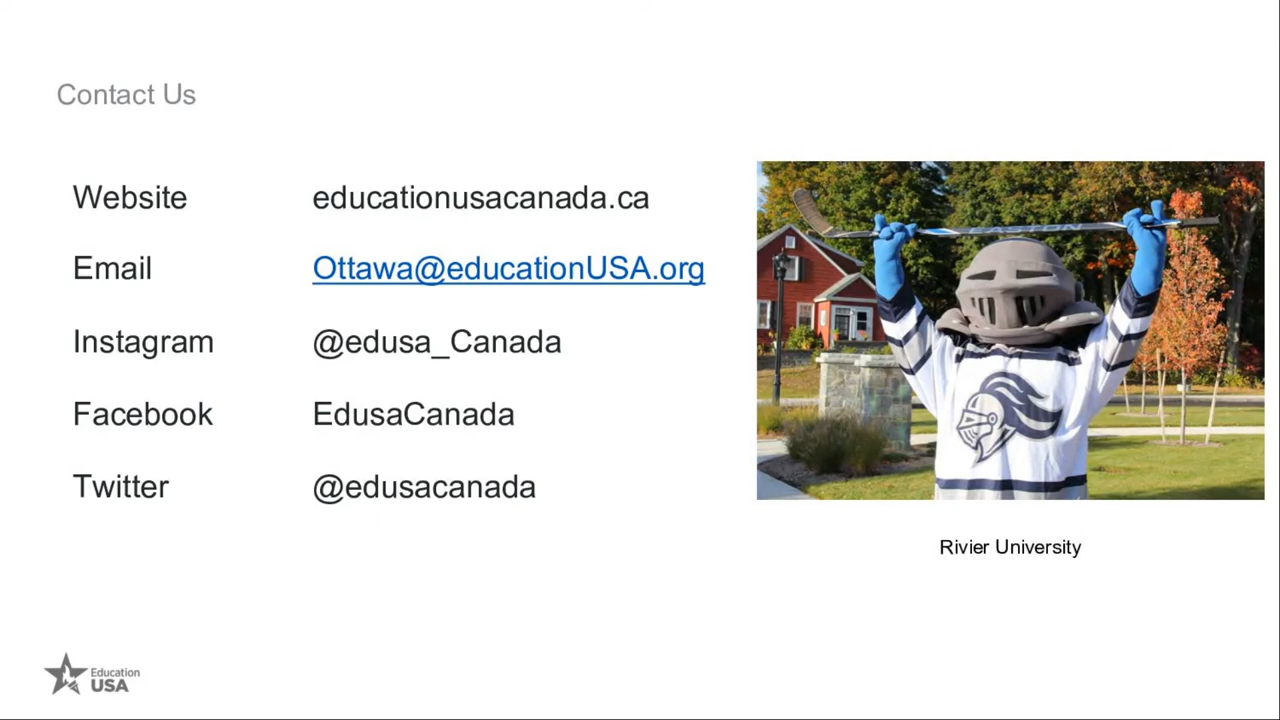 Contact Us
Website educationusacanada.ca
Email Ottawa@educationUSA.org
Instagram @edusa_Canada
Facebook EdusaCanada
Twitter @edusacanada
EASTON
Rivier University
Education
USA